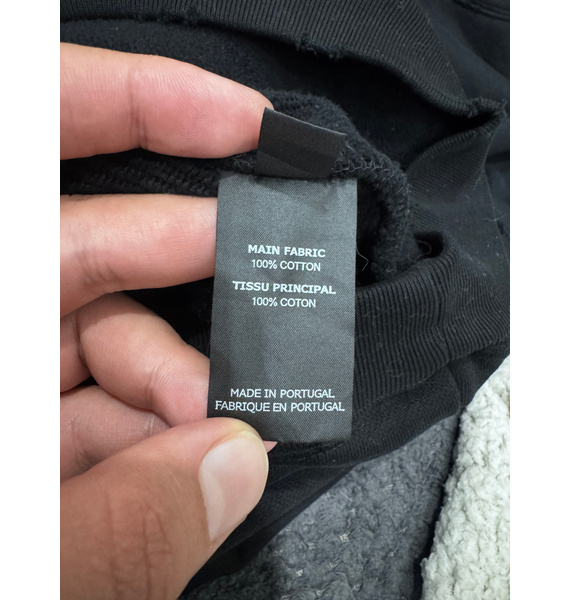 MAIN FABRIC
100% COTTON
TISSU PRINCIPAL
100% COTON
MADE IN PORTUGAL
FABRIQUE EN PORTUGAL